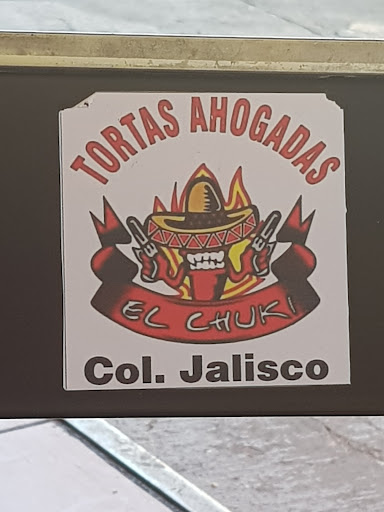 TORTAS AHOGADAS
EL CHUKI
Col. Jalisco